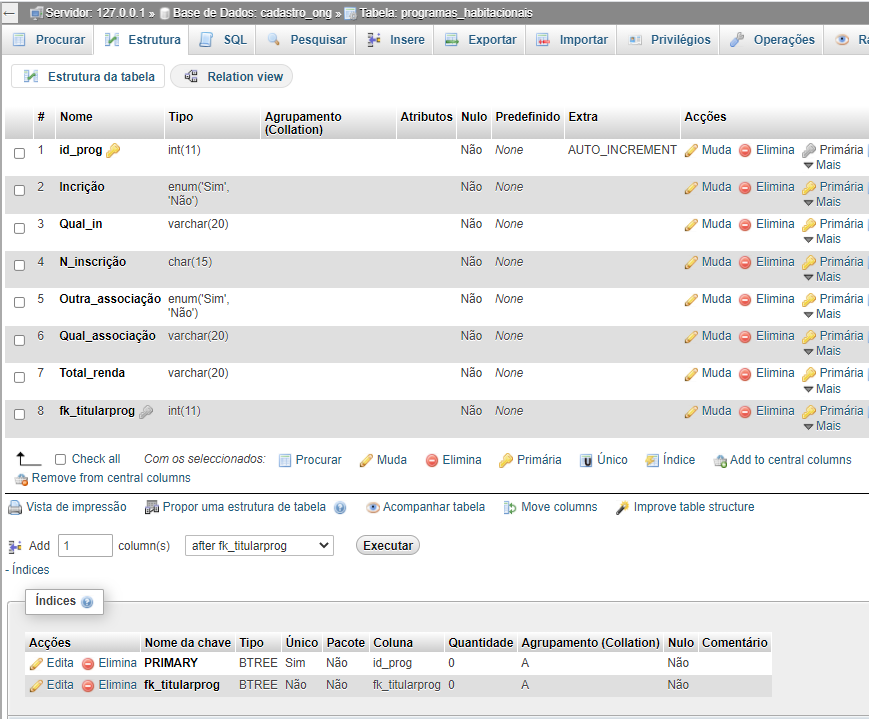 Servidor: 127.0.0.1 » Base de Dados: cadastro_ong » Tabela: programas_habitacionais
Procurar Estrutura SQL Pesquisar Insere Exportar Importar Privilégios Operações
Estrutura da tabela Relation view
# Nome Tipo Agrupamento (Collation) Atributos Nulo Predefinido Extra Acções
1 id_prog int(11) Não None AUTO_INCREMENT Muda Elimina Primária
Mais
2 Incrição enum('Sim', 'Não') Não None Muda Elimina Primária
Mais
3 Qual_in varchar(20) Não None Muda Elimina Primária
Mais
4 N_inscrição char(15) Não None Muda Elimina Primária
Mais
5 Outra_associação enum('Sim', 'Não') Não None Muda Elimina Primária
Mais
6 Qual_associação varchar(20) Não None Muda Elimina Primária
Mais
7 Total_renda varchar(20) Não None Muda Elimina Primária
Mais
8 fk_titularprog int(11) Não None Muda Elimina Primária
Mais
Check all Com os seleccionados: Procurar Muda Elimina Primária Único Índice Add to central columns
Remove from central columns
Vista de impressão Propor uma estrutura de tabela Acompanhar tabela Move columns Improve table structure
Add 1 column(s) after fk_titularprog Executar
- Índices
Índices
Acções Nome da chave Tipo Único Pacote Coluna Quantidade Agrupamento (Collation) Nulo Comentário
Edita Elimina PRIMARY BTREE Sim Não id_prog 0 A Não
Edita Elimina fk_titularprog BTREE Não Não fk_titularprog 0 A Não